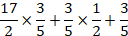 17/2 × 3/5 + 3/5 × 1/2 + 3/5